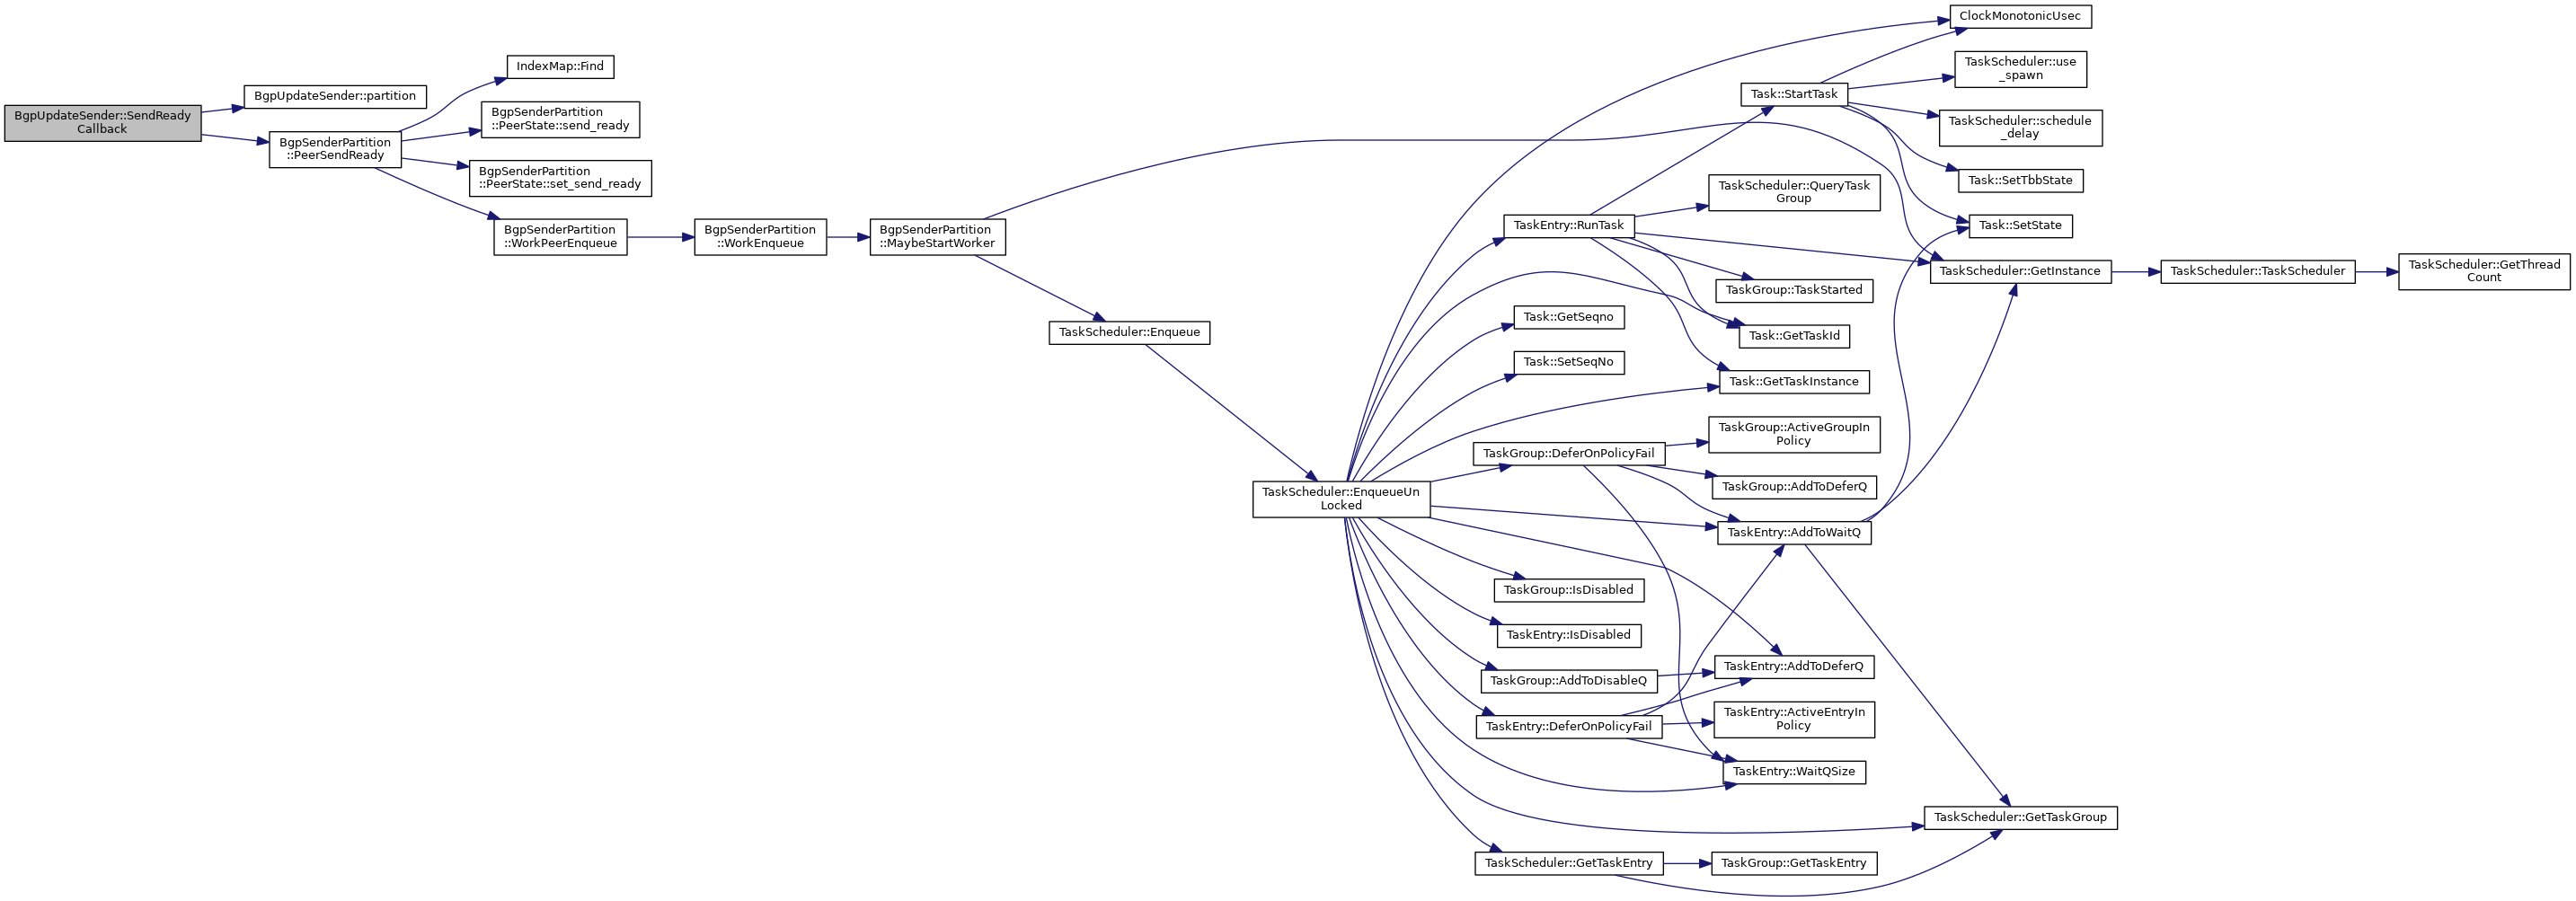 BgpUpdateSender::SendReady
Callback
BgpUpdateSender::partition
BgpSenderPartition
::PeerSendReady
IndexMap::Find
BgpSenderPartition
::PeerState::send_ready
BgpSenderPartition
::PeerState::set_send_ready
BgpSenderPartition
::WorkPeerEnqueue
BgpSenderPartition
::WorkEnqueue
BgpSenderPartition
::MaybeStartWorker
TaskScheduler::Enqueue
TaskScheduler::EnqueueUn
Locked
TaskEntry::RunTask
Task::GetSeqno
Task::SetSeqNo
TaskGroup::DeferOnPolicyFail
TaskGroup::IsDisabled
TaskEntry::IsDisabled
TaskGroup::AddToDisableQ
TaskEntry::DeferOnPolicyFail
TaskScheduler::GetTaskEntry
Task::StartTask
TaskScheduler::QueryTask
Group
TaskGroup::TaskStarted
Task::GetTaskId
Task::GetTaskInstance
TaskGroup::ActiveGroupIn
Policy
TaskGroup::AddToDeferQ
TaskEntry::AddToWaitQ
TaskEntry::AddToDeferQ
TaskEntry::ActiveEntryIn
Policy
TaskEntry::WaitQSize
TaskGroup::GetTaskEntry
ClockMonotonicUsec
TaskScheduler::use
_spawn
TaskScheduler::schedule
_delay
Task::SetTbbState
Task::SetState
TaskScheduler::GetInstance
TaskScheduler::GetTaskGroup
TaskScheduler::TaskScheduler
TaskScheduler::GetThread
Count